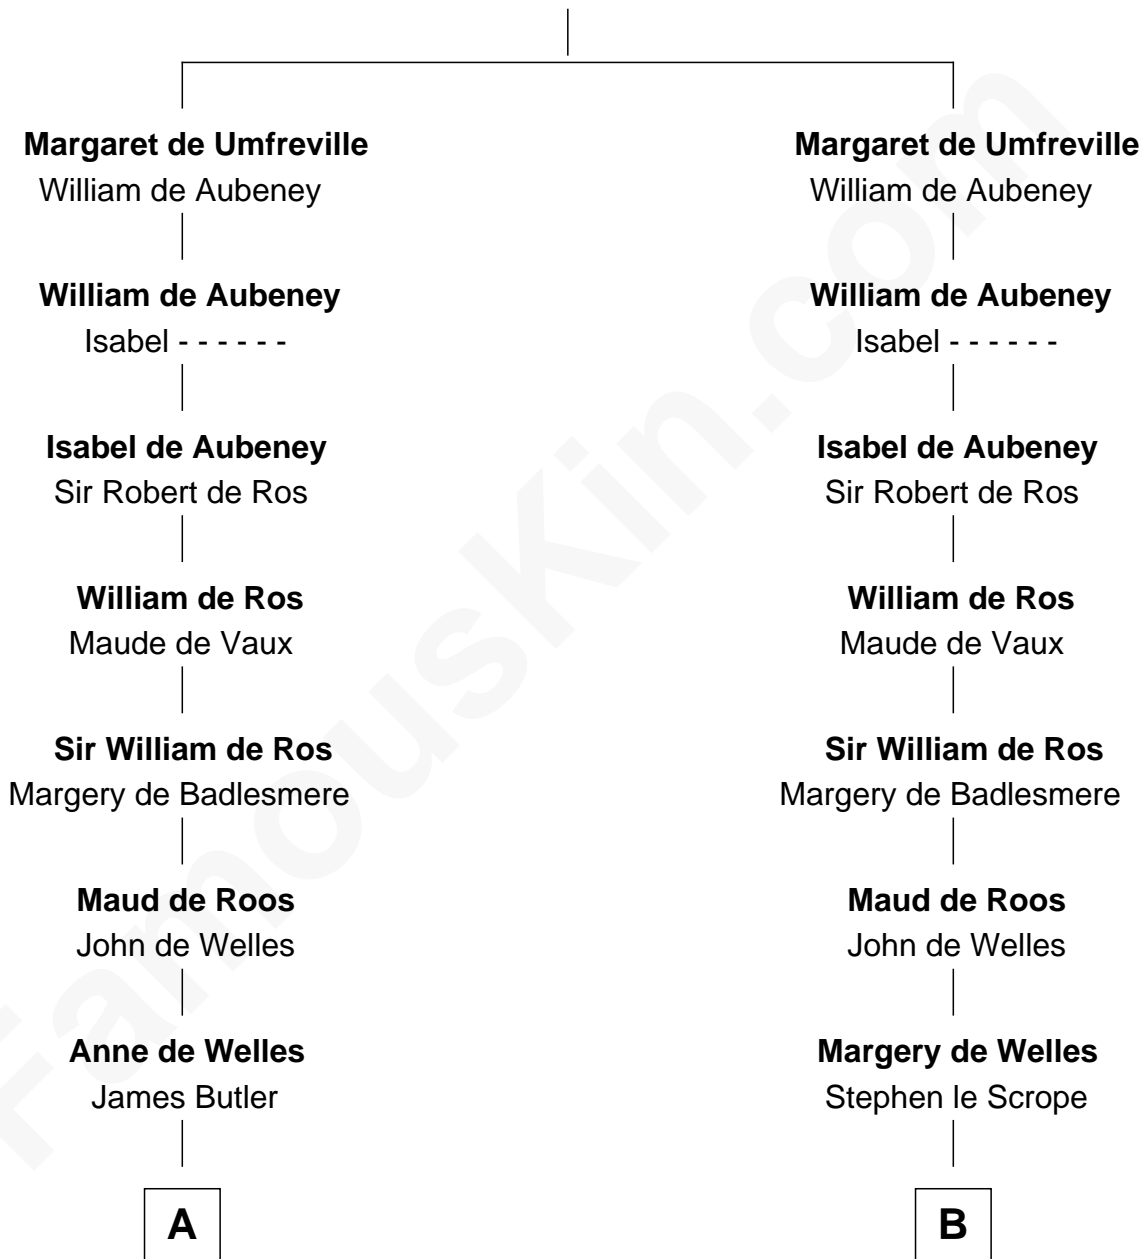 Margaret de Umfreville
William de Aubeney
William de Aubeney
Isabel - - - - - -
Isabel de Aubeney
Sir Robert de Ros
William de Ros
Maude de Vaux
Sir William de Ros
Margery de Badlesmere
Maud de Roos
John de Welles
Anne de Welles
James Butler
A
Margaret de Umfreville
William de Aubeney
William de Aubeney
Isabel - - - - - -
Isabel de Aubeney
Sir Robert de Ros
William de Ros
Maude de Vaux
Sir William de Ros
Margery de Badlesmere
Maud de Roos
John de Welles
Margery de Welles
Stephen le Scrope
B
FamousKin.com